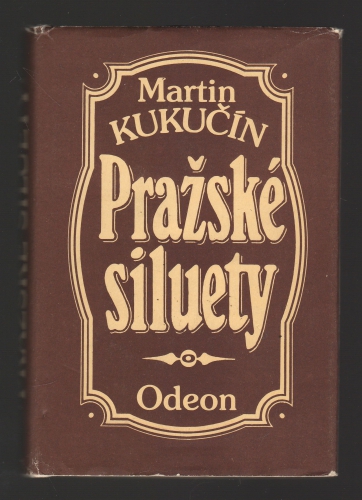 Martin
KUKUČÍN
Pražské
siluety
Odeon